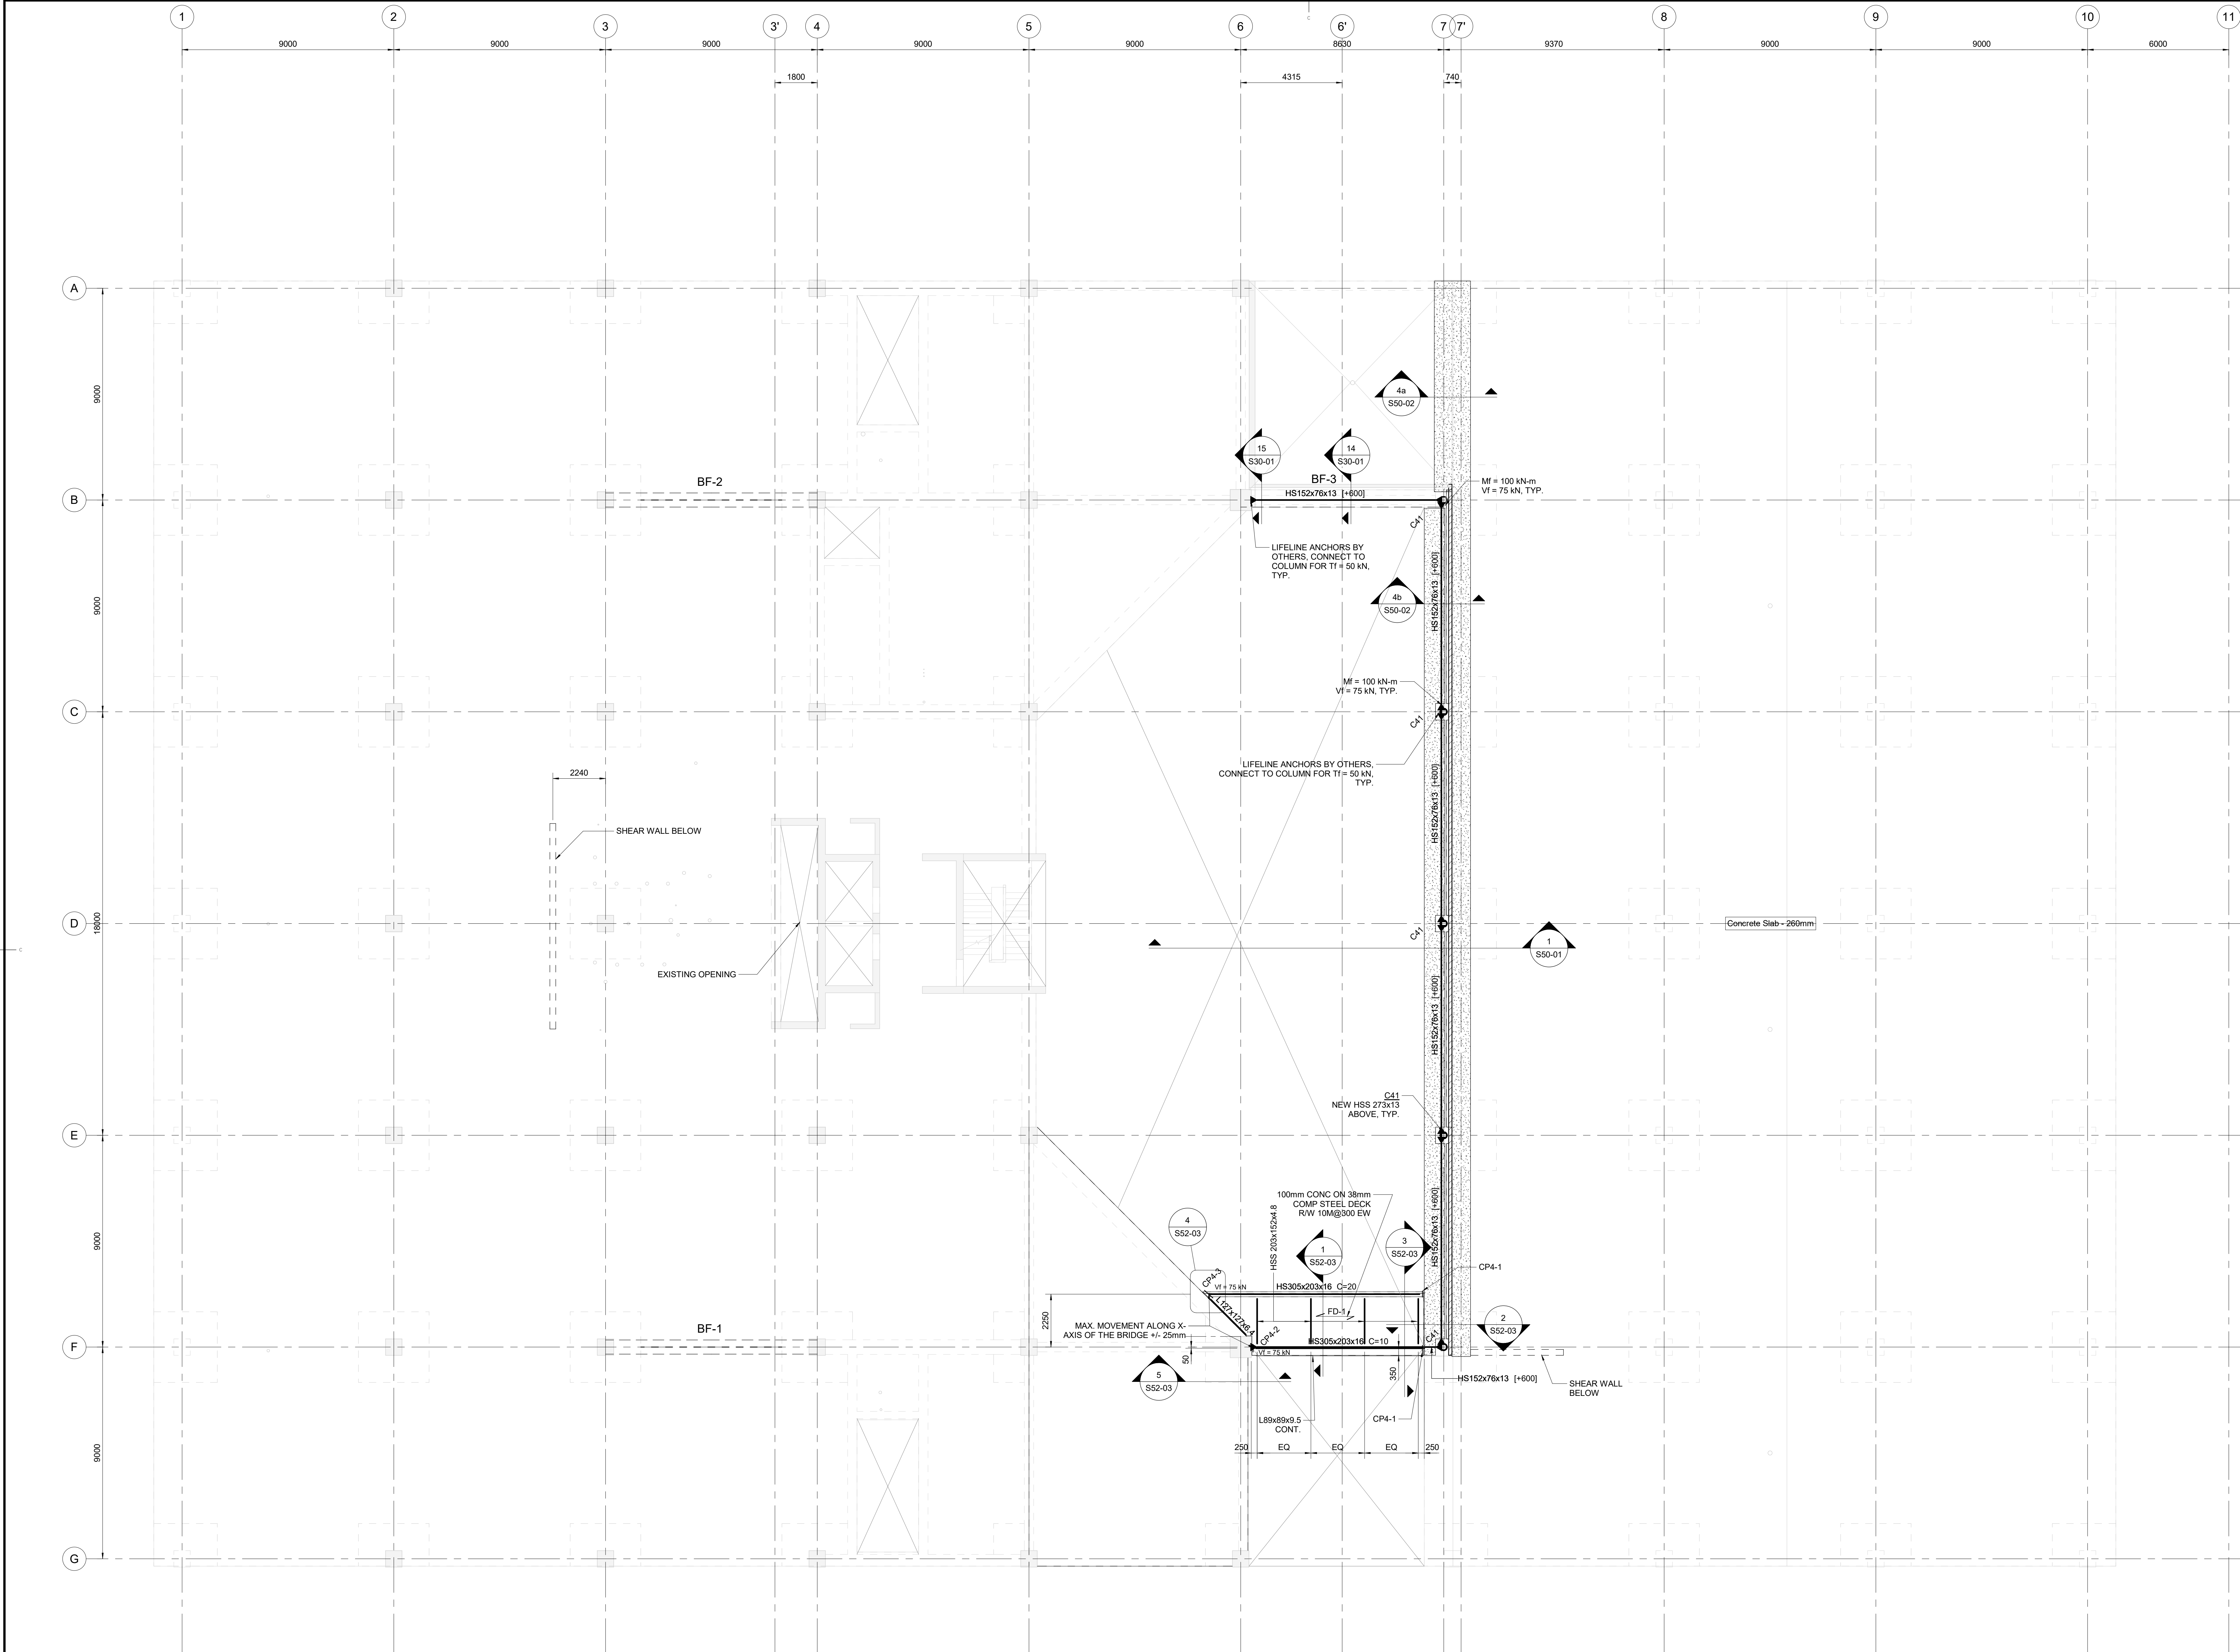 1
2
3
3'
4
5
6
6'
7
7'
8
9
10
11
9000
9000
9000
9000
9000
8630
9370
9000
9000
6000
1800
4315
740
C
A
B
C
D
E
F
G
9000
9000
18000
9000
9000
4a
S50-02
15
S30-01
14
S30-01
BF-2
BF-3
HS152x76x13 [+600]
Mf = 100 kN-m
Vf = 75 kN, TYP.
C41
LIFELINE ANCHORS BY
OTHERS, CONNECT TO
COLUMN FOR Tf = 50 kN,
TYP.
HS152x76x13 [+600]
4b
S50-02
Mf = 100 kN-m
Vf = 75 kN, TYP.
C41
LIFELINE ANCHORS BY OTHERS,
CONNECT TO COLUMN FOR Tf = 50 kN,
TYP.
HS152x76x13 [+600]
2240
SHEAR WALL BELOW
EXISTING OPENING
C41
1
S50-01
Concrete Slab - 260mm
C
HS152x76x13 [+600]
C41
NEW HSS 273x13
ABOVE, TYP.
100mm CONC ON 38mm
COMP STEEL DECK
R/W 10M@300 EW
HSS 203x152x4.8
4
S52-03
1
S52-03
3
S52-03
HS152x76x13 [+600]
CP4-1
CP4-3
Vf = 75 kN
HS305x203x16 C=20
L127x127x6.4
FD-1
2250
MAX. MOVEMENT ALONG X-
AXIS OF THE BRIDGE +/- 25mm
CP4-2
HS305x203x16 C=10
C41
2
S52-03
BF-1
50
Vf = 75 kN
350
5
S52-03
HS152x76x13 [+600]
SHEAR WALL
BELOW
L89x89x9.5
CONT.
CP4-1
250
EQ
EQ
EQ
250